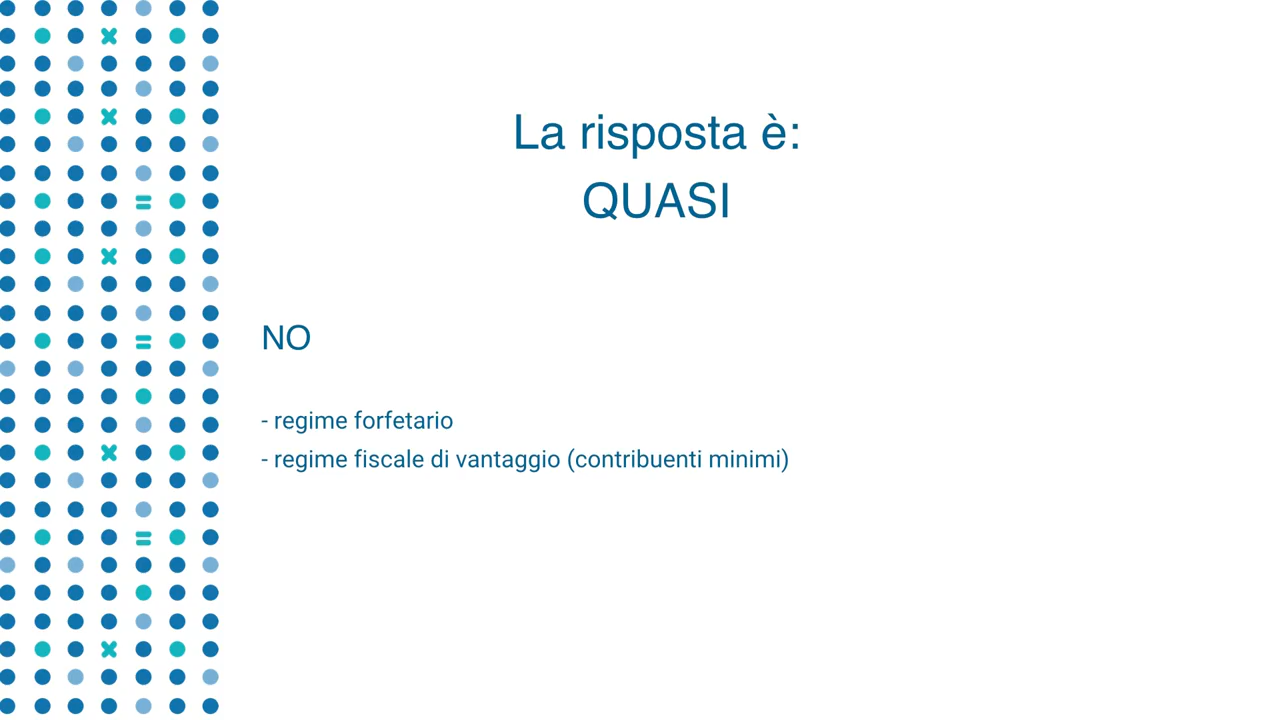 La risposta è:
QUASI
NO
- regime forfetario
- regime fiscale di vantaggio (contribuenti minimi)